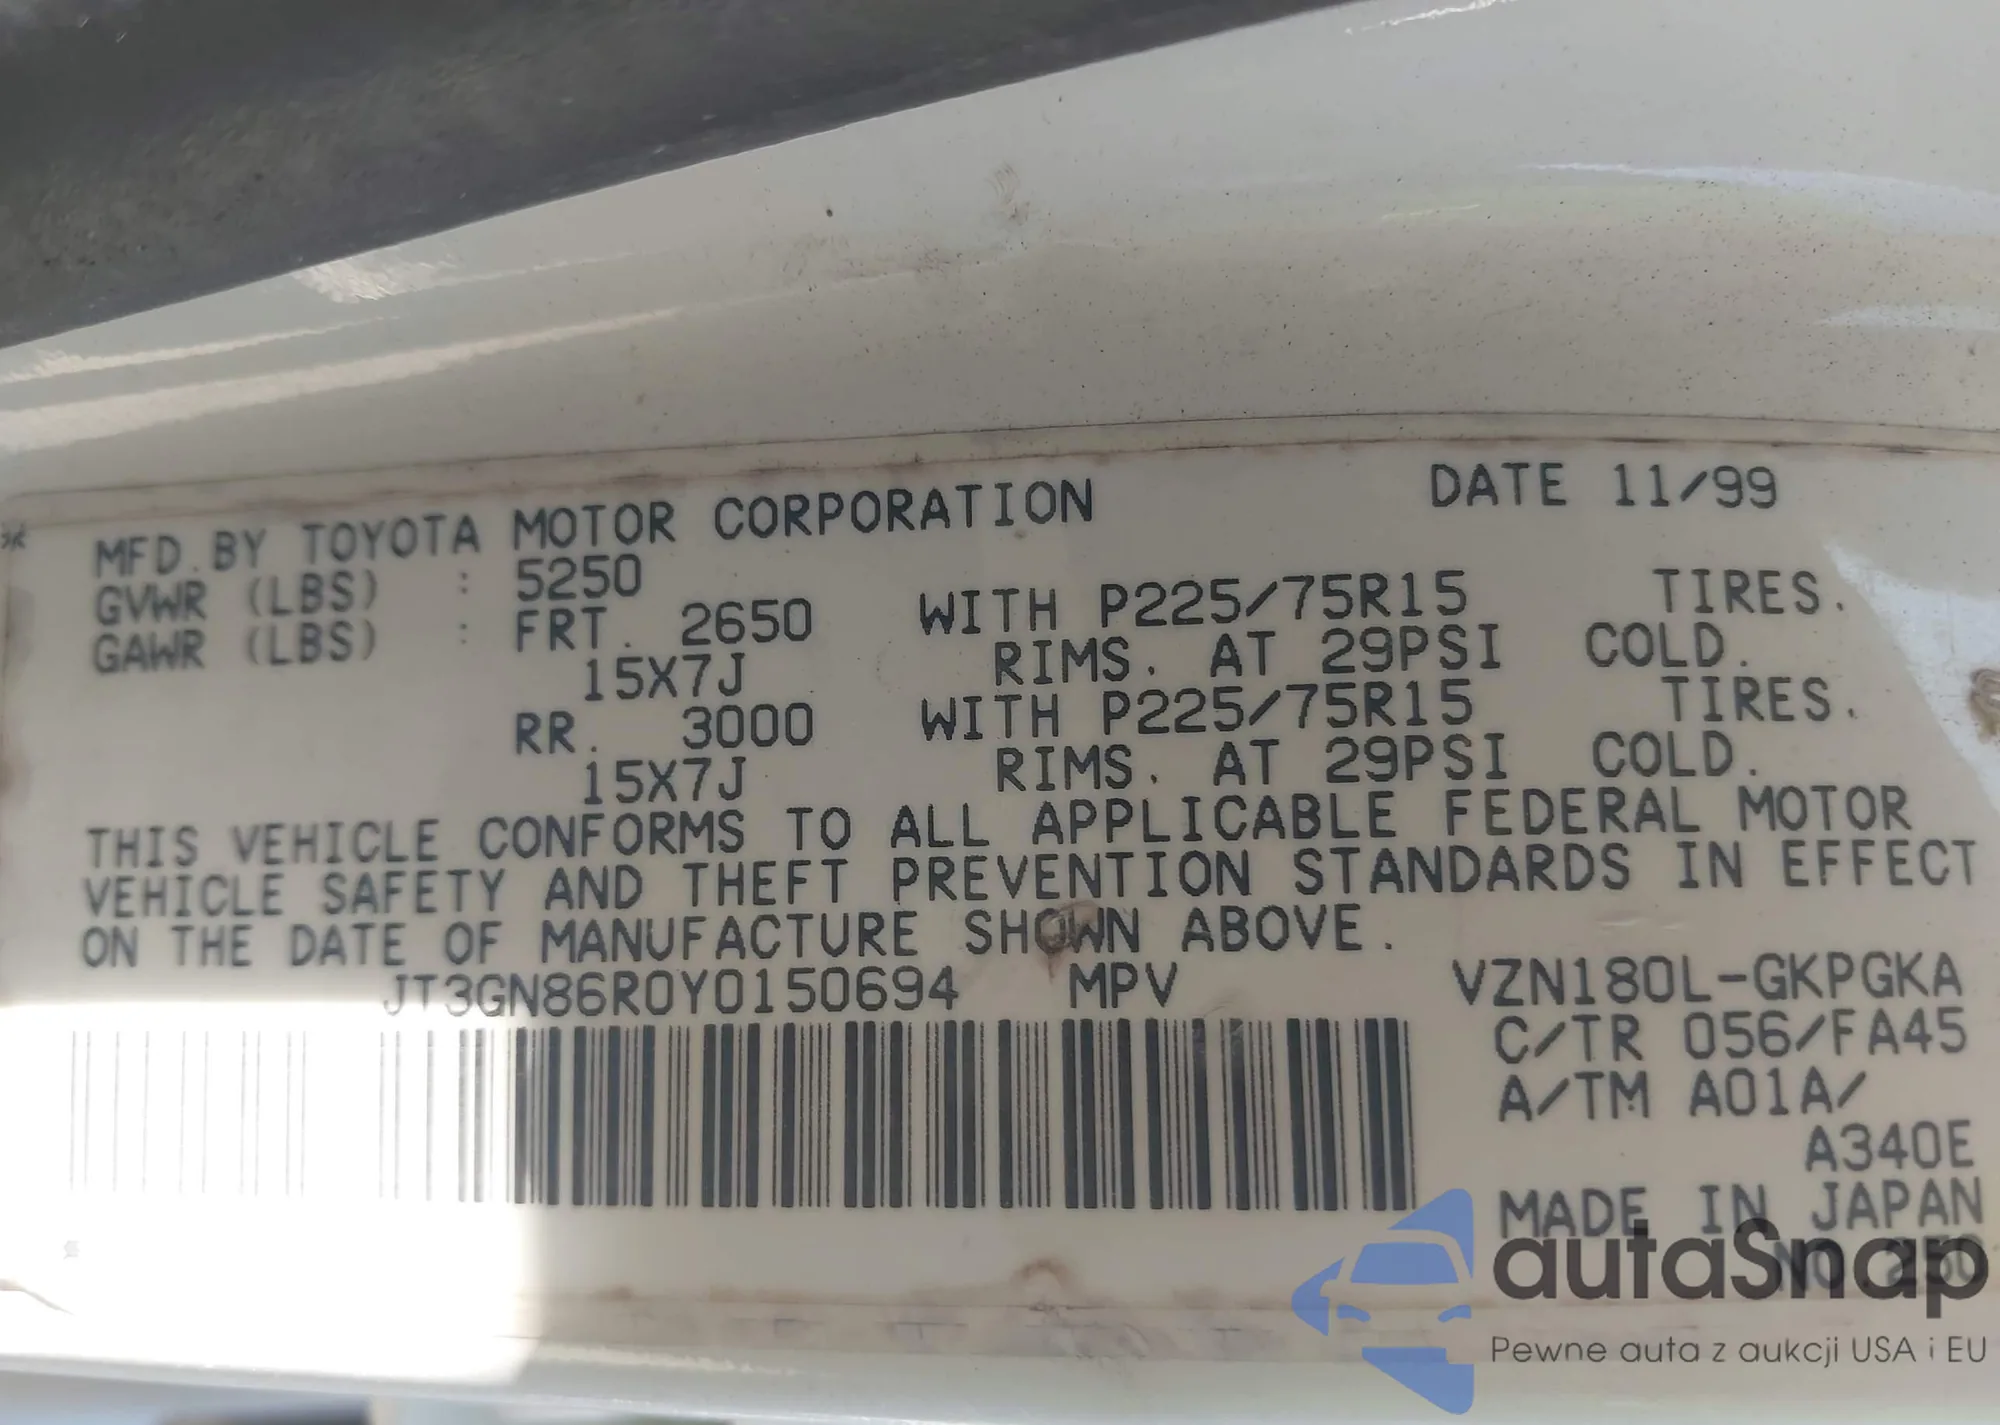 MFD.BY TOYOTA MOTOR CORPORATION DATE 11/99
GVWR (LBS) : 5250
GAWR (LBS) : FRT. 2650 WITH P225/75R15 TIRES.
15X7J RIMS. AT 29PSI COLD.
RR. 3000 WITH P225/75R15 TIRES.
15X7J RIMS. AT 29PSI COLD.
THIS VEHICLE CONFORMS TO ALL APPLICABLE FEDERAL MOTOR
VEHICLE SAFETY AND THEFT PREVENTION STANDARDS IN EFFECT
ON THE DATE OF MANUFACTURE SHOWN ABOVE.
JT3GN86R0Y0150694 MPV VZN180L-GKPGKA
C/TR 056/FA45
A/TM A01A/
A340E
MADE IN JAPAN
NO. 250
autoSnap
Pewne auta z aukcji USA i EU